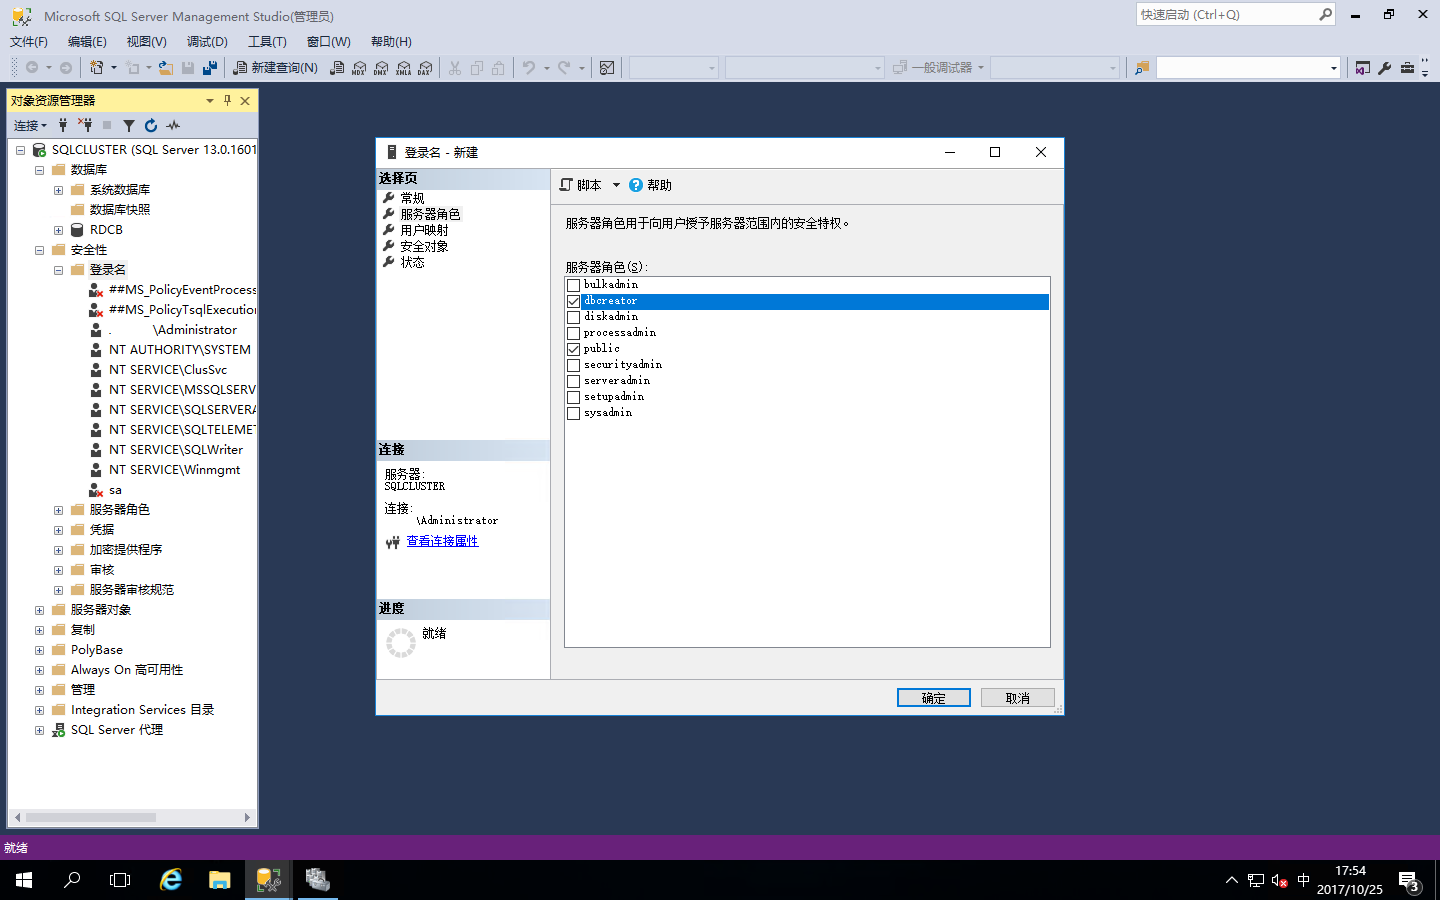 Microsoft SQL Server Management Studio(管理员)
快速启动 (Ctrl+Q)
文件(F) 编辑(E) 视图(V) 调试(D) 工具(T) 窗口(W) 帮助(H)
新建查询(N) MDX DMX XMLA DAX 一般调试器
对象资源管理器
连接
SQLCLUSTER (SQL Server 13.0.1601
数据库
系统数据库
数据库快照
RDCB
安全性
登录名
##MS_PolicyEventProcess
##MS_PolicyTsqlExecution
. \Administrator
NT AUTHORITY\SYSTEM
NT SERVICE\ClusSvc
NT SERVICE\MSSQLSERV
NT SERVICE\SQLSERVERA
NT SERVICE\SQLTELEMET
NT SERVICE\SQLWriter
NT SERVICE\Winmgmt
sa
服务器角色
凭据
加密提供程序
审核
服务器审核规范
服务器对象
复制
PolyBase
Always On 高可用性
管理
Integration Services 目录
SQL Server 代理
登录名 - 新建
选择页
常规
服务器角色
用户映射
安全对象
状态
连接
服务器:
SQLCLUSTER
连接:
\Administrator
查看连接属性
进度
就绪
脚本 帮助
服务器角色用于向用户授予服务器范围内的安全特权。
服务器角色(S):
bulkadmin
dbcreator
diskadmin
processadmin
public
securityadmin
serveradmin
setupadmin
sysadmin
确定 取消
就绪
中
17:54
2017/10/25
3